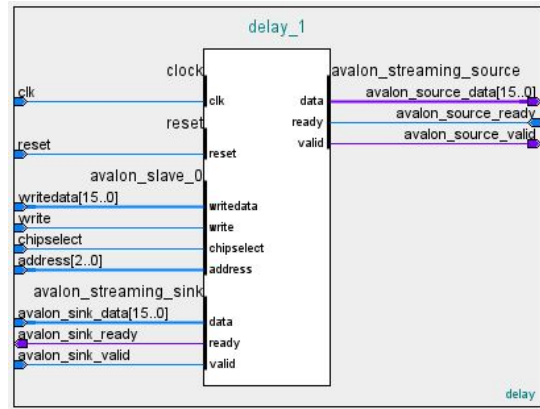 delay_1
clock
clk
clk
reset
reset
reset
avalon_slave_0
writedata[15..0]
writedata
write
write
chipselect
chipselect
address[2..0]
address
avalon_streaming_sink
avalon_sink_data[15..0]
data
avalon_sink_ready
ready
avalon_sink_valid
valid
avalon_streaming_source
data
avalon_source_data[15..0]
ready
avalon_source_ready
valid
avalon_source_valid
delay